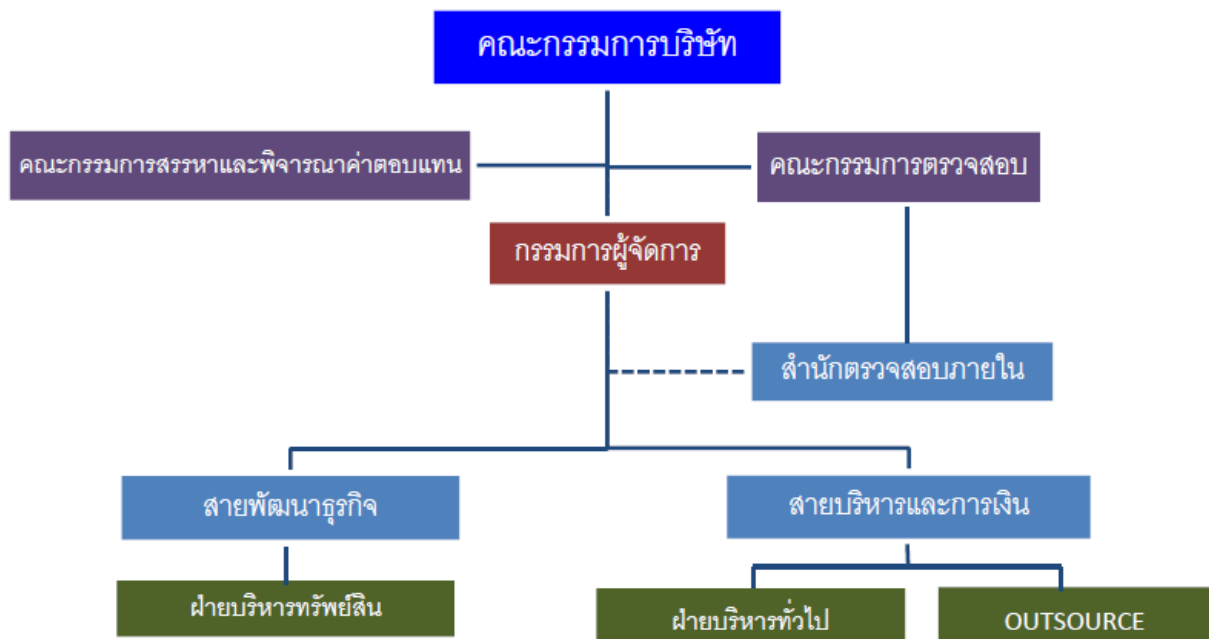 คณะกรรมการบริษัท
คณะกรรมการสรรหาและพิจารณาค่าตอบแทน
คณะกรรมการตรวจสอบ
กรรมการผู้จัดการ
สำนักตรวจสอบภายใน
สายพัฒนาธุรกิจ
สายบริหารและการเงิน
ฝ่ายบริหารทรัพย์สิน
ฝ่ายบริหารทั่วไป
OUTSOURCE